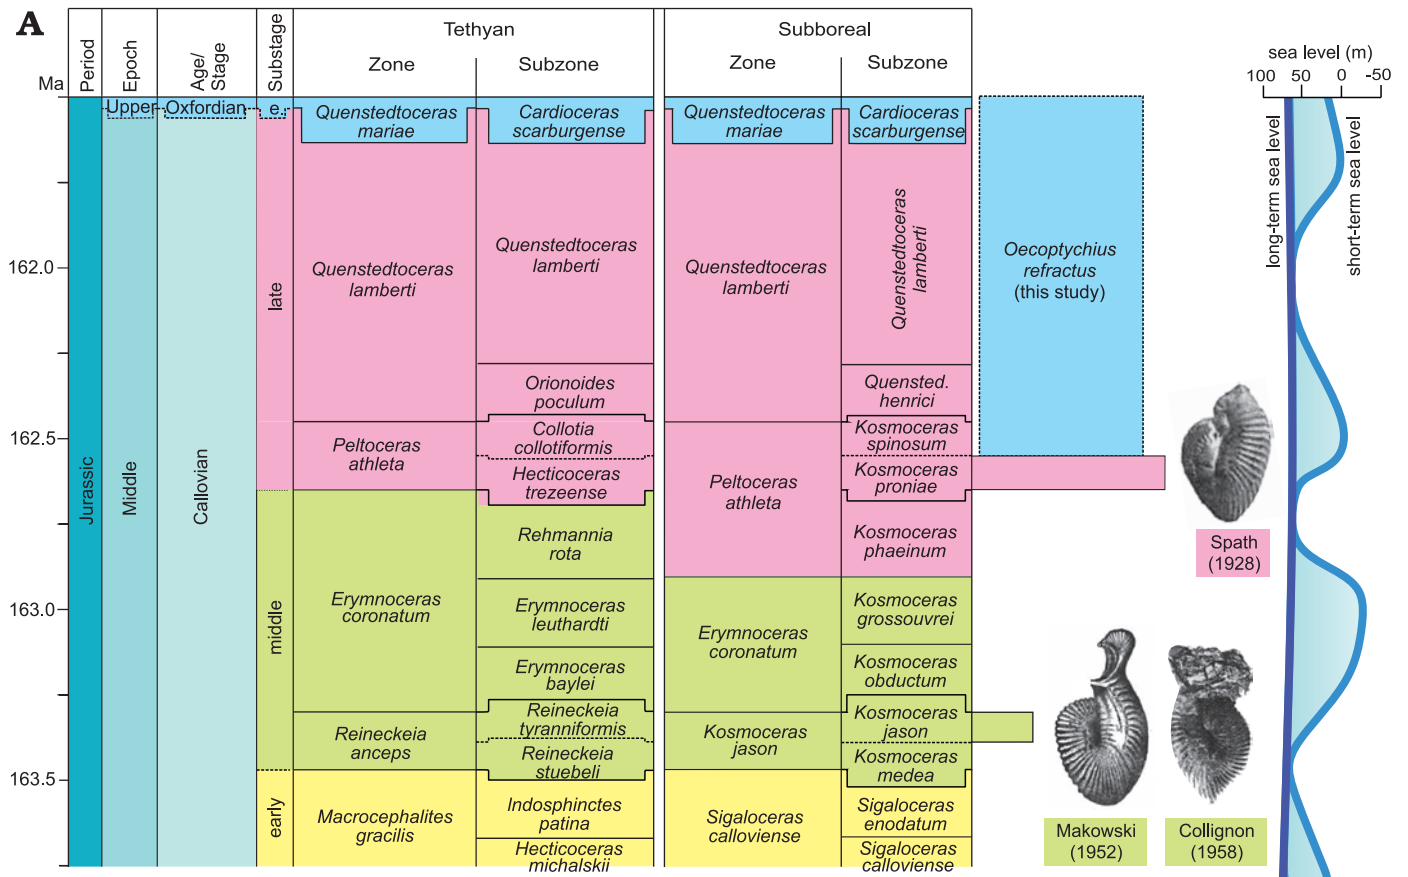 A
Ma
Period
Epoch
Age/
Stage
Substage
Tethyan
Zone
Subzone
Subboreal
Zone
Subzone
sea level (m)
100 50 0 -50
Upper
Oxfordian
e.
Quenstedtoceras
mariae
Cardioceras
scarburgense
Quenstedtoceras
mariae
Cardioceras
scarburgense
162.0
162.5
163.0
163.5
Jurassic
Middle
Callovian
late
middle
early
Quenstedtoceras
lamberti
Peltoceras
athleta
Erymnoceras
coronatum
Reineckeia
anceps
Macrocephalites
gracilis
Quenstedtoceras
lamberti
Orionoides
poculum
Collotia
collotiformis
Hecticoceras
trezeense
Rehmannia
rota
Erymnoceras
leuthardti
Erymnoceras
baylei
Reineckeia
tyranniformis
Reineckeia
stuebeli
Indosphinctes
patina
Hecticoceras
michalskii
Quenstedtoceras
lamberti
Peltoceras
athleta
Erymnoceras
coronatum
Kosmoceras
jason
Sigaloceras
calloviense
Quenstedtoceras
lamberti
Quensted.
henrici
Kosmoceras
spinosum
Kosmoceras
proniae
Kosmoceras
phaeinum
Kosmoceras
grossouvrei
Kosmoceras
obductum
Kosmoceras
jason
Kosmoceras
medea
Sigaloceras
enodatum
Sigaloceras
calloviense
Oecoptychius
refractus
(this study)
Spath
(1928)
Makowski
(1952)
Collignon
(1958)
long-term sea level
short-term sea level